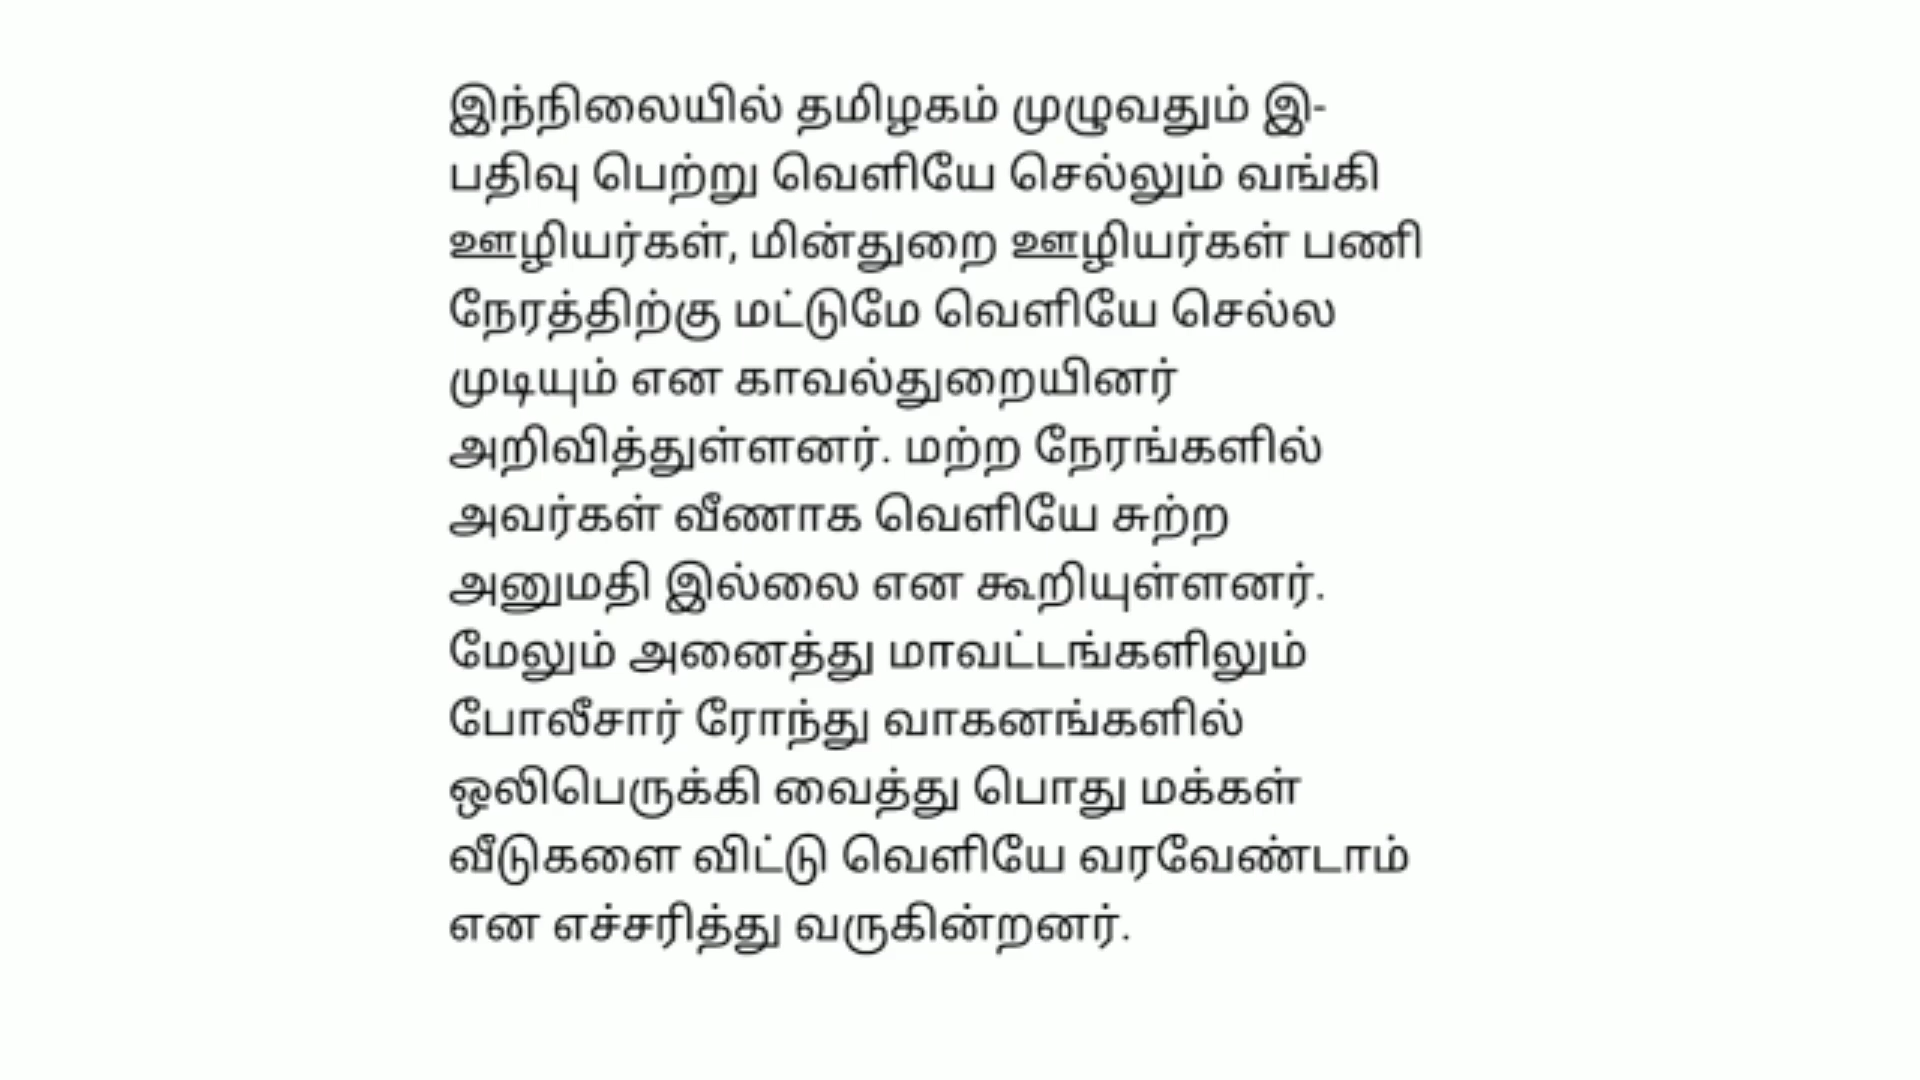 இந்நிலையில் தமிழகம் முழுவதும் இ-
பதிவு பெற்று வெளியே செல்லும் வங்கி
ஊழியர்கள், மின்துறை ஊழியர்கள் பணி
நேரத்திற்கு மட்டுமே வெளியே செல்ல
முடியும் என காவல்துறையினர்
அறிவித்துள்ளனர். மற்ற நேரங்களில்
அவர்கள் வீணாக வெளியே சுற்ற
அனுமதி இல்லை என கூறியுள்ளனர்.
மேலும் அனைத்து மாவட்டங்களிலும்
போலீசார் ரோந்து வாகனங்களில்
ஒலிபெருக்கி வைத்து பொது மக்கள்
வீடுகளை விட்டு வெளியே வரவேண்டாம்
என எச்சரித்து வருகின்றனர்.